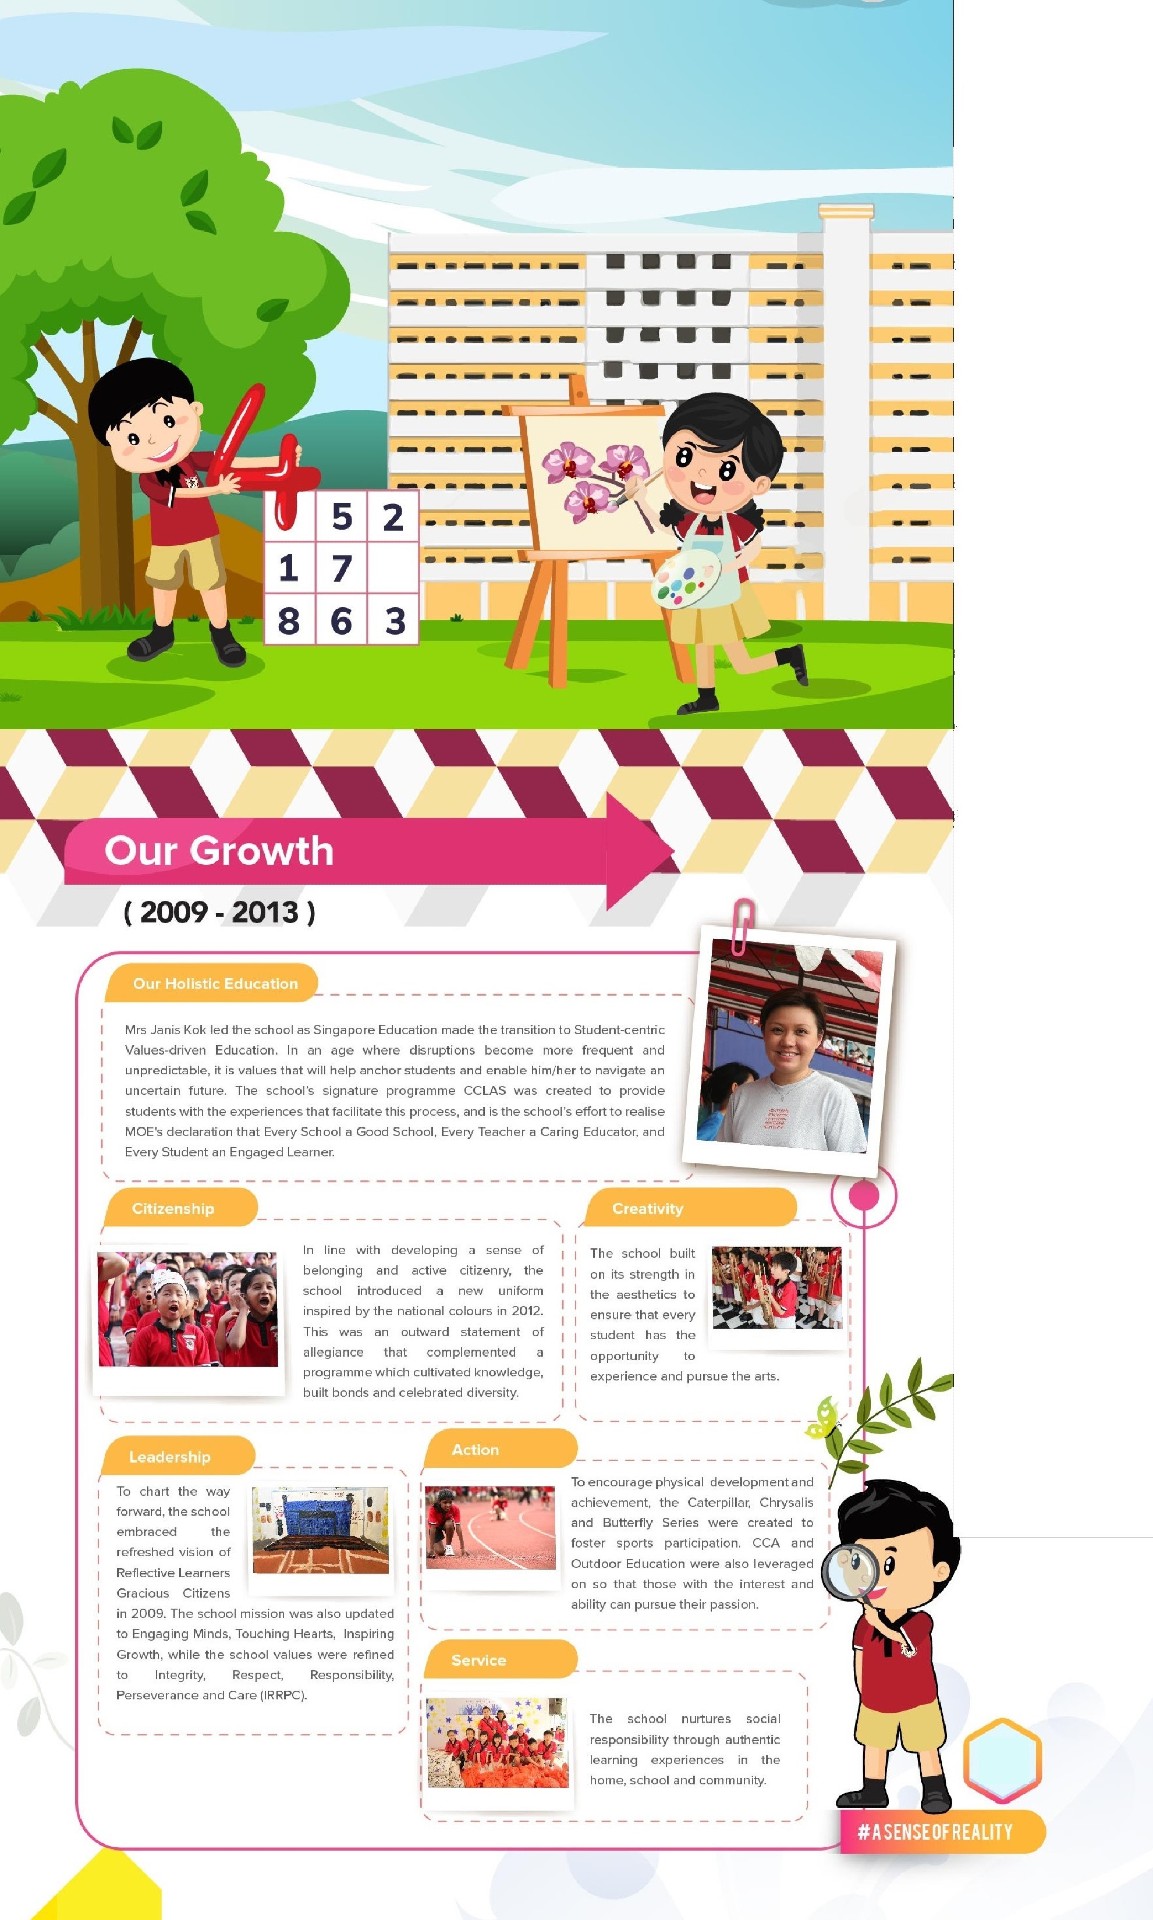 4 5 2
1 7
8 6 3
Our Growth
( 2009 - 2013 )
Our Holistic Education
Mrs Janis Kok led the school as Singapore Education made the transition to Student-centric
Values-driven Education. In an age where disruptions become more frequent and
unpredictable, it is values that will help anchor students and enable him/her to navigate an
uncertain future. The school's signature programme CCLAS was created to provide
students with the experiences that facilitate this process, and is the school's effort to realise
MOE's declaration that Every School a Good School, Every Teacher a Caring Educator, and
Every Student an Engaged Learner.
Citizenship
In line with developing a sense of
belonging and active citizenry, the
school introduced a new uniform
inspired by the national colours in 2012.
This was an outward statement of
allegiance that complemented a
programme which cultivated knowledge,
built bonds and celebrated diversity.
Creativity
The school built
on its strength in
the aesthetics to
ensure that every
student has the
opportunity to
experience and pursue the arts.
Leadership
To chart the way
forward, the school
embraced the
refreshed vision of
Reflective Learners
Gracious Citizens
in 2009. The school mission was also updated
to Engaging Minds, Touching Hearts, Inspiring
Growth, while the school values were refined
to Integrity, Respect, Responsibility,
Perseverance and Care (IRRPC).
Action
To encourage physical development and
achievement, the Caterpillar, Chrysalis
and Butterfly Series were created to
foster sports participation. CCA and
Outdoor Education were also leveraged
on so that those with the interest and
ability can pursue their passion.
Service
The school nurtures social
responsibility through authentic
learning experiences in the
home, school and community.
#ASENSEOFREALITY